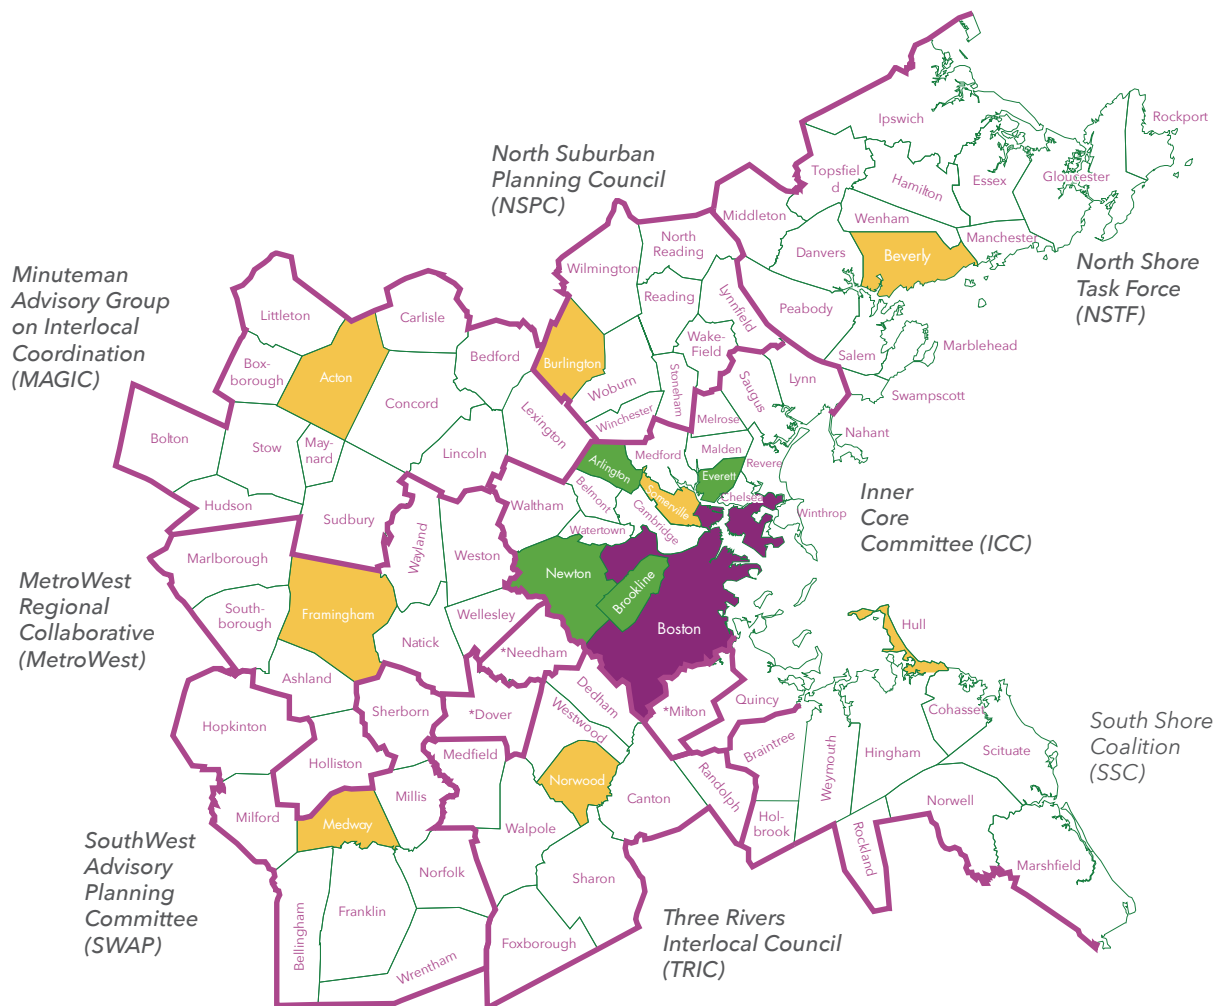 Ipswich
Rockport
North Suburban
Planning Council
(NSPC)
Topsfiel
d
Hamilton
Essex
Gloucester
Middleton
Wenham
Manchester
North
Reading
Danvers
Beverly
North Shore
Task Force
(NSTF)
Minuteman
Advisory Group
on Interlocal
Coordination
(MAGIC)
Wilmington
Reading
Lynnfield
Peabody
Littleton
Carlisle
Wake-
Field
Marblehead
Salem
Box-
borough
Acton
Bedford
Burlington
Woburn
Stoneham
Saugus
Lynn
Swampscott
Concord
Lexington
Winchester
Melrose
Nahant
Bolton
Stow
May-
nard
Lincoln
Arlington
Medford
Malden
Revere
Everett
Hudson
Belmont
Somerville
Chelsea
Inner
Core
Committee (ICC)
Waltham
Cambridge
Winthrop
Sudbury
Watertown
Marlborough
Wayland
Weston
Newton
Brookline
MetroWest
Regional
Collaborative
(MetroWest)
South-
borough
Framingham
Natick
Wellesley
Boston
Hull
*Needham
Ashland
Sherborn
*Dover
Dedham
Westwood
*Milton
Quincy
Cohasset
Hopkinton
Braintree
Weymouth
Hingham
Scituate
South Shore
Coalition
(SSC)
Holliston
Medfield
Norwood
Randolph
Millis
Canton
Norwell
Milford
Medway
Walpole
Hol-
brook
Rockland
SouthWest
Advisory
Planning
Committee
(SWAP)
Marshfield
Norfolk
Sharon
Bellingham
Franklin
Three Rivers
Interlocal Council
(TRIC)
Foxborough
Wrentham